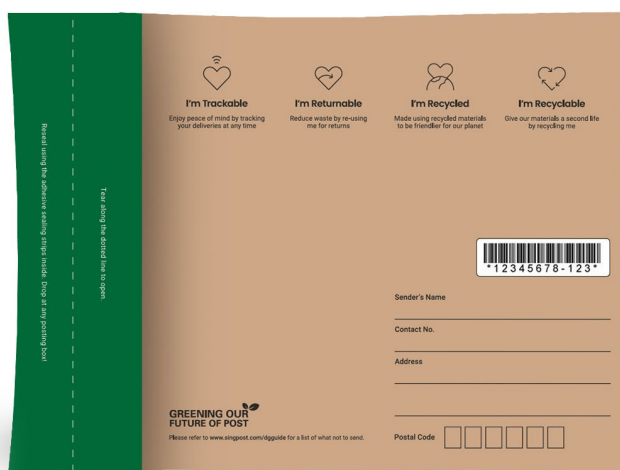 Reseal using the adhesive sealing strips inside. Drop at any posting box!
Tear along the dotted line to open.
I'm Trackable
Enjoy peace of mind by tracking
your deliveries at any time
I'm Returnable
Reduce waste by re-using
me for returns
I'm Recycled
Made using recycled materials
to be friendlier for our planet
I'm Recyclable
Give our materials a second life
by recycling me
*12345678-123*
Sender's Name
Contact No.
Address
Postal Code
GREENING OUR
FUTURE OF POST
Please refer to www.singpost.com/dgguide for a list of what not to send.